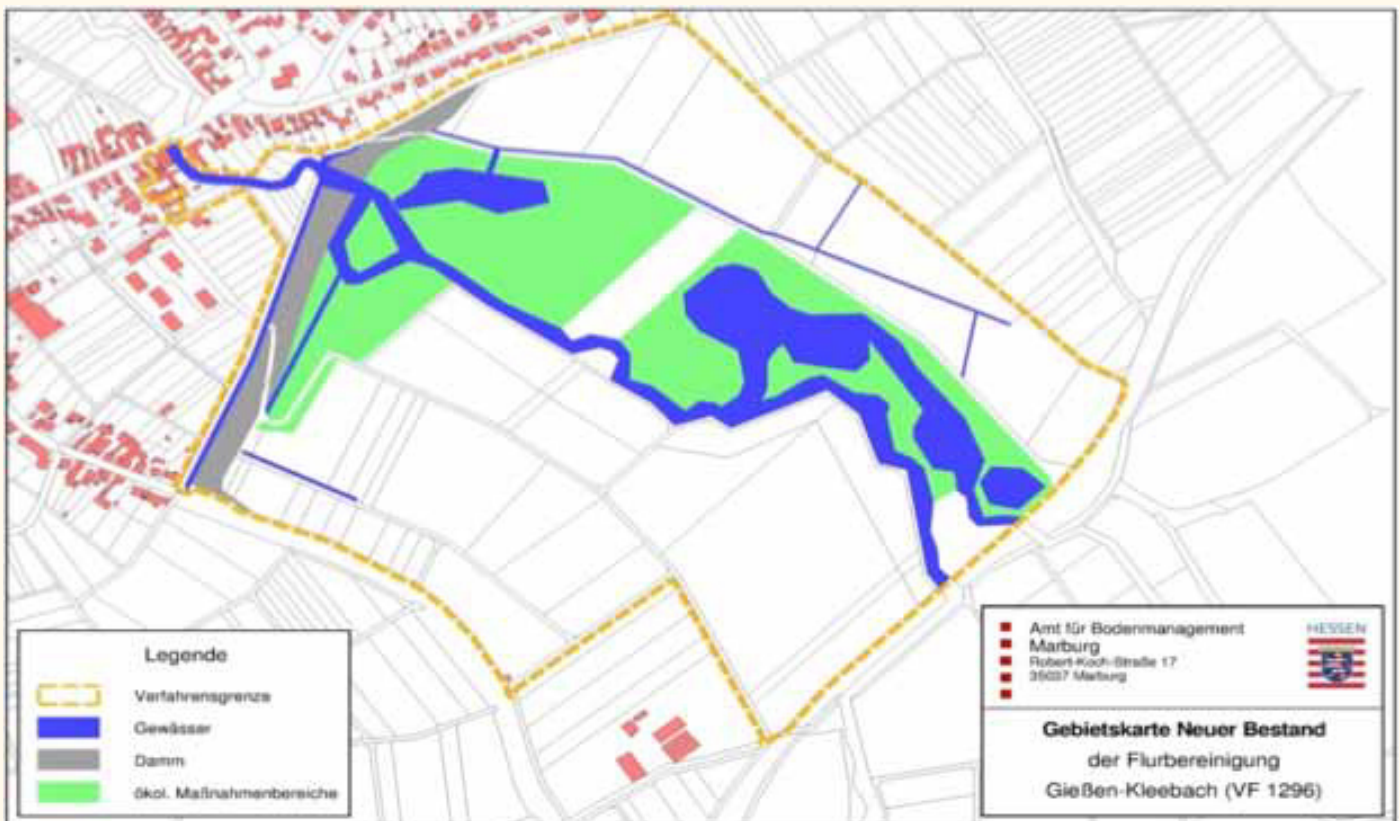 Legende
Verfahrensgrenze
Gewässer
Damm
ökol. Maßnahmenbereiche
Amt für Bodenmanagement
Marburg
Robert-Koch-Straße 17
35037 Marburg
HESSEN
Gebietskarte Neuer Bestand
der Flurbereinigung
Gießen-Kleebach (VF 1296)